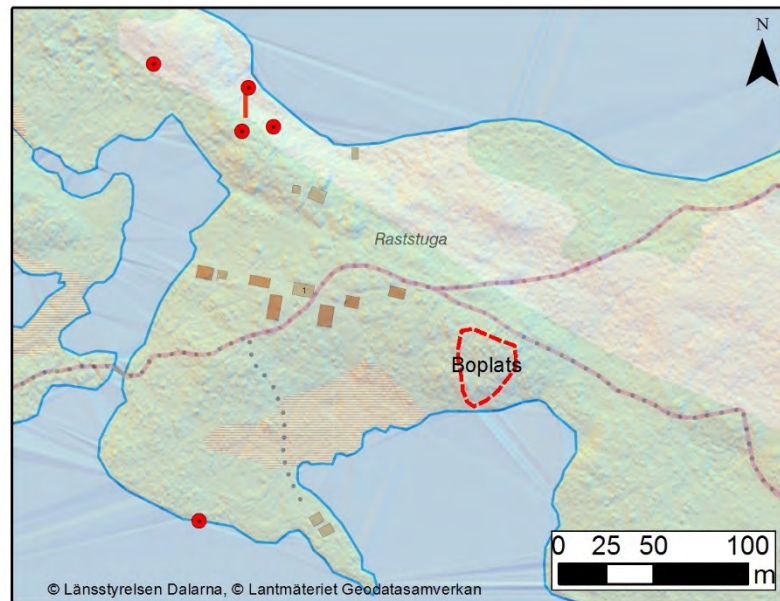 N
Raststuga
1
Boplats
0 25 50 100
m
© Länsstyrelsen Dalarna, © Lantmäteriet Geodatasamverkan